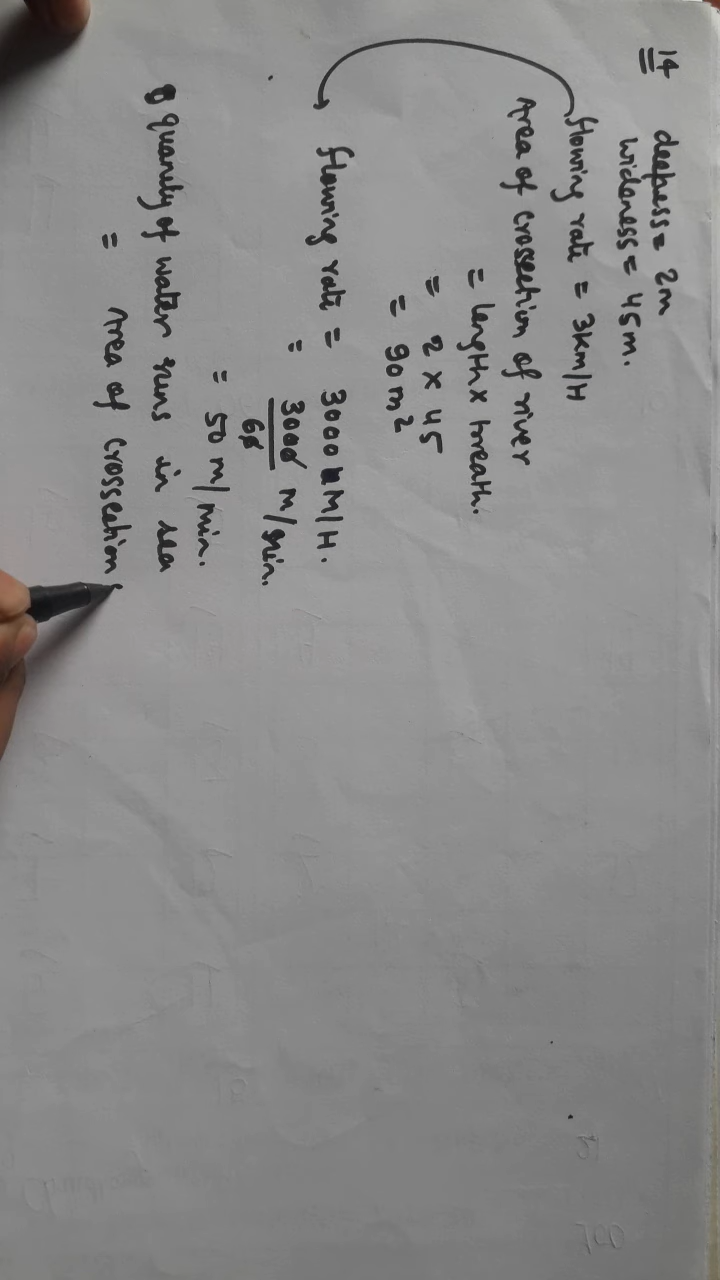 14 deepness = 2m
wideness = 45m.
flowing rate = 3km/H
Area of crossection of river
= length x breath.
= 2 x 45
= 90 m²
flowing rate = 3000 M/H.
= 3000/60 m/min.
= 50 m/min.
quantity of water runs in sea
= Area of crossection